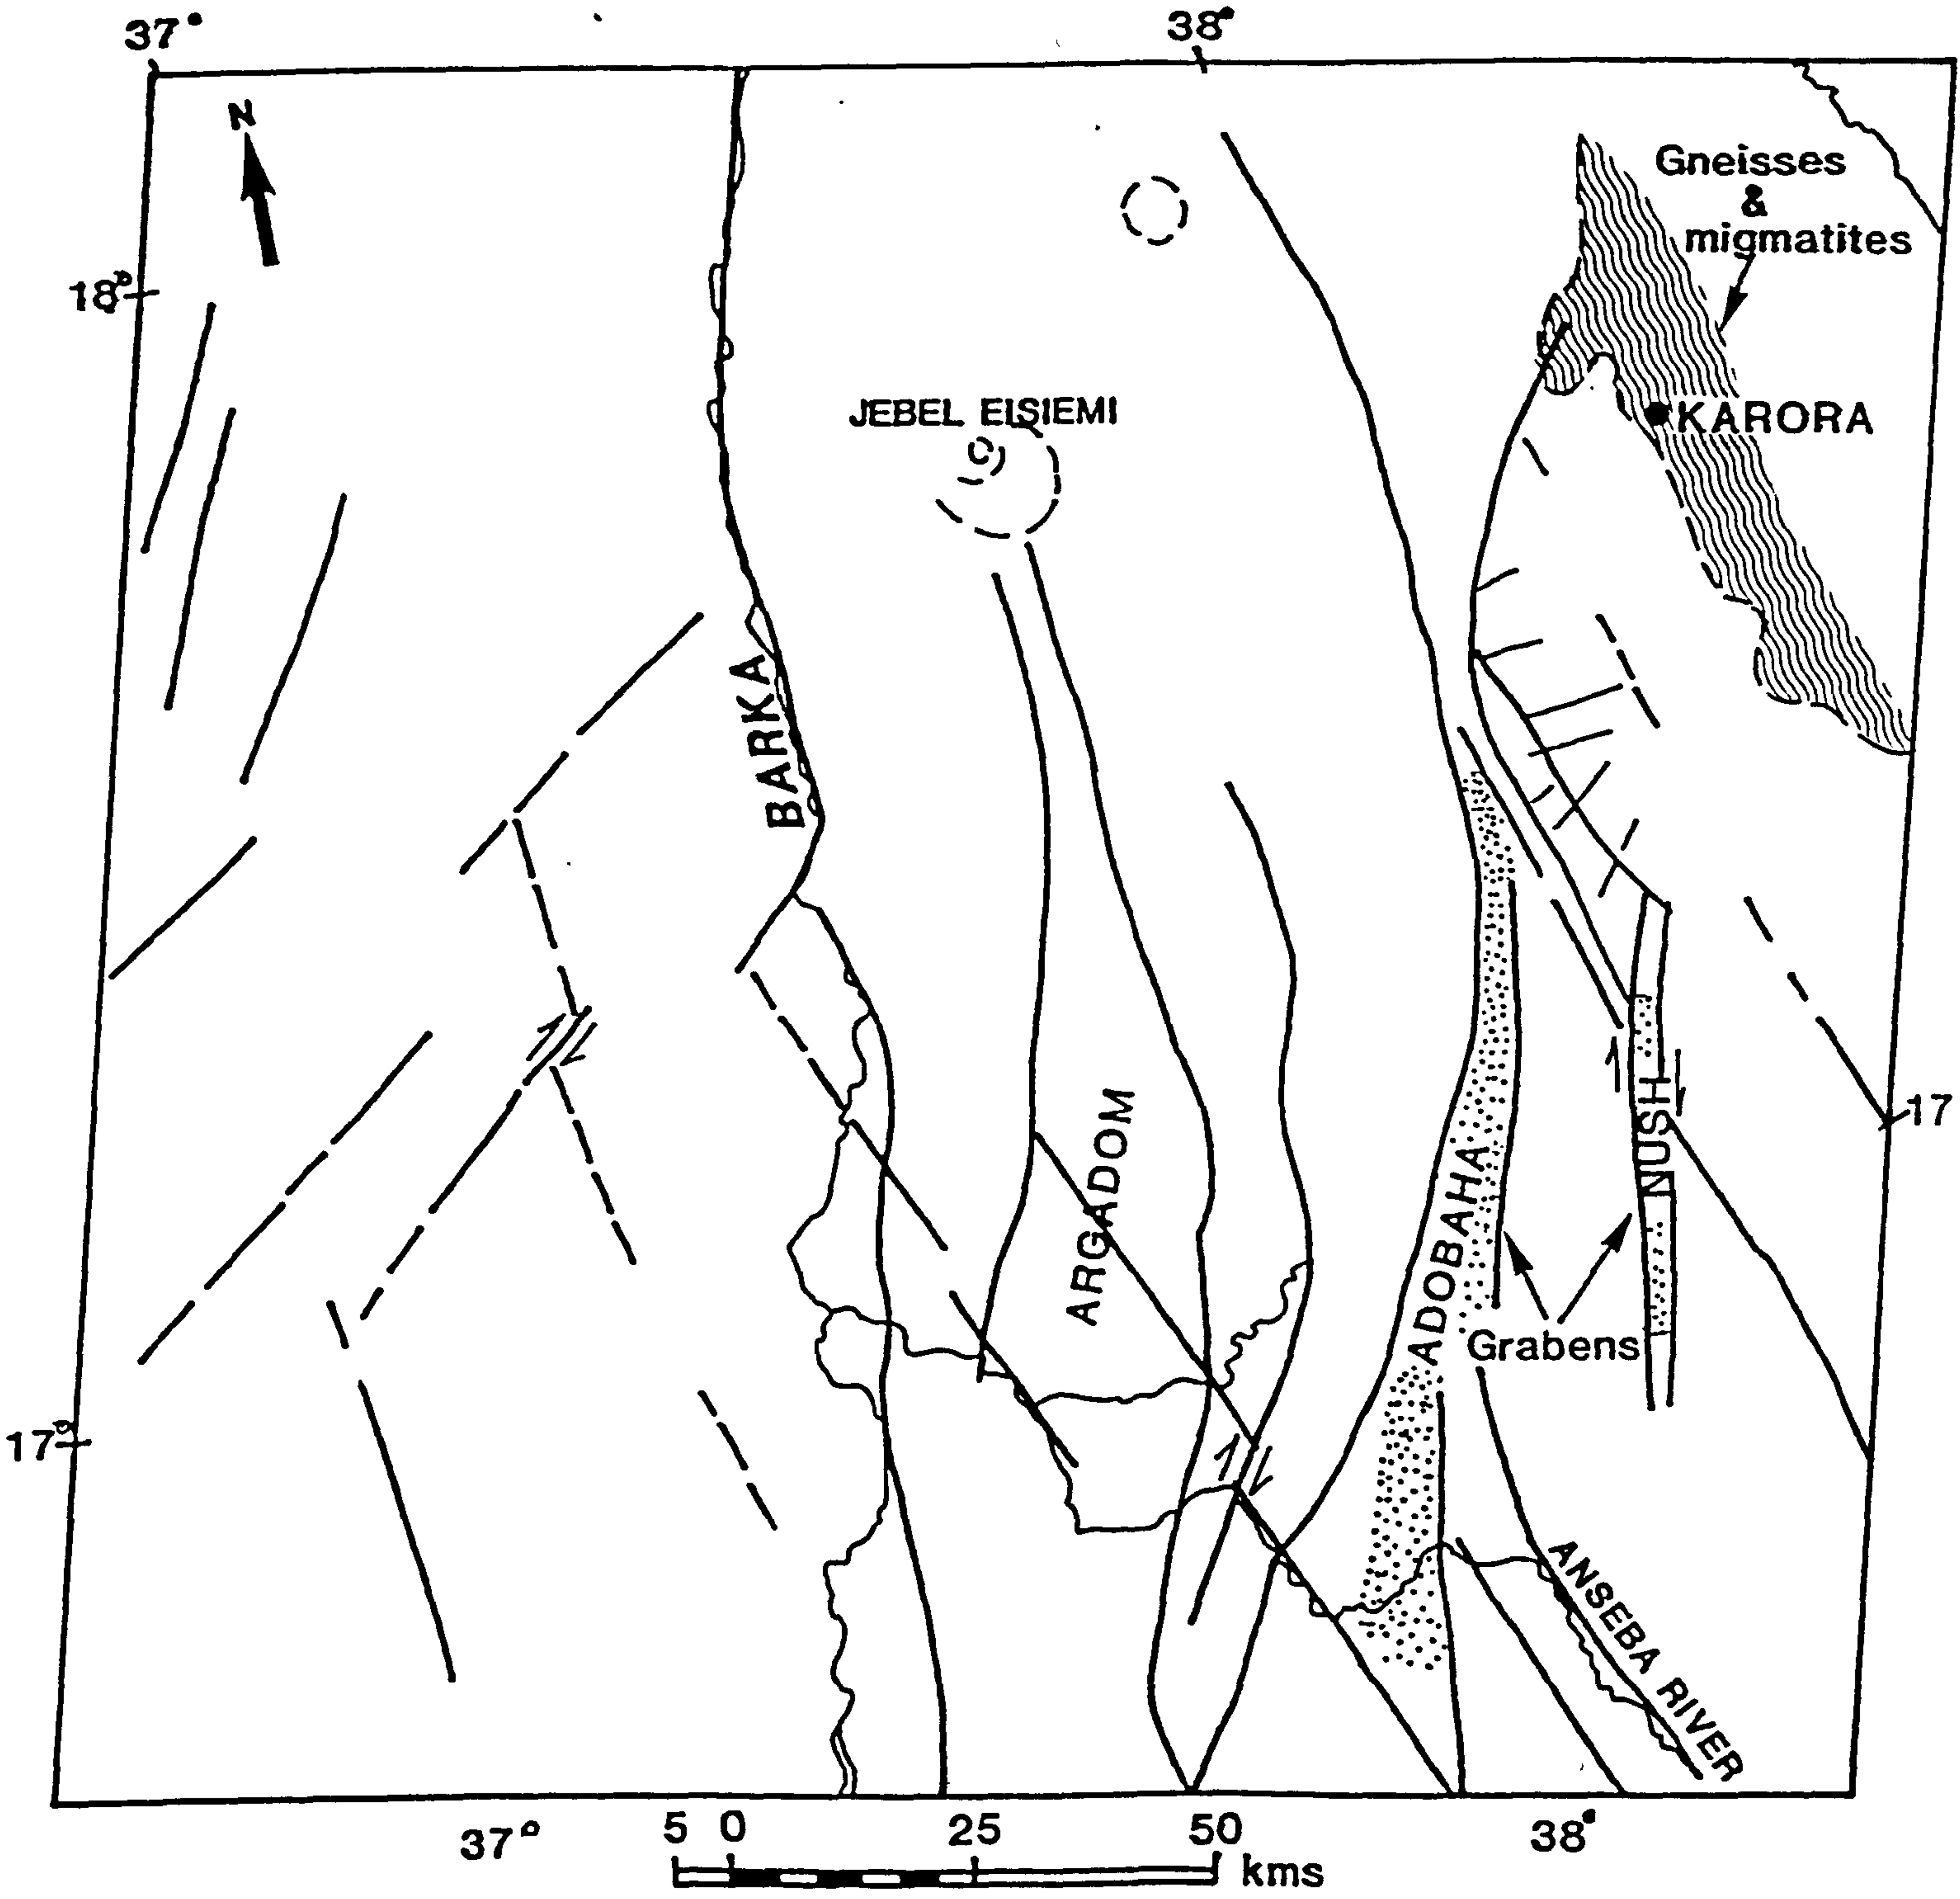 37°
38°
N
Gneisses
&
migmatites
18°
JEBEL EISIEMI
KARORA
BARKA
ARGADOM
ADOBAHA
NUSH
17
Grabens
17°
ANSEBA RIVER
37°
5 0 25 50 kms
38°